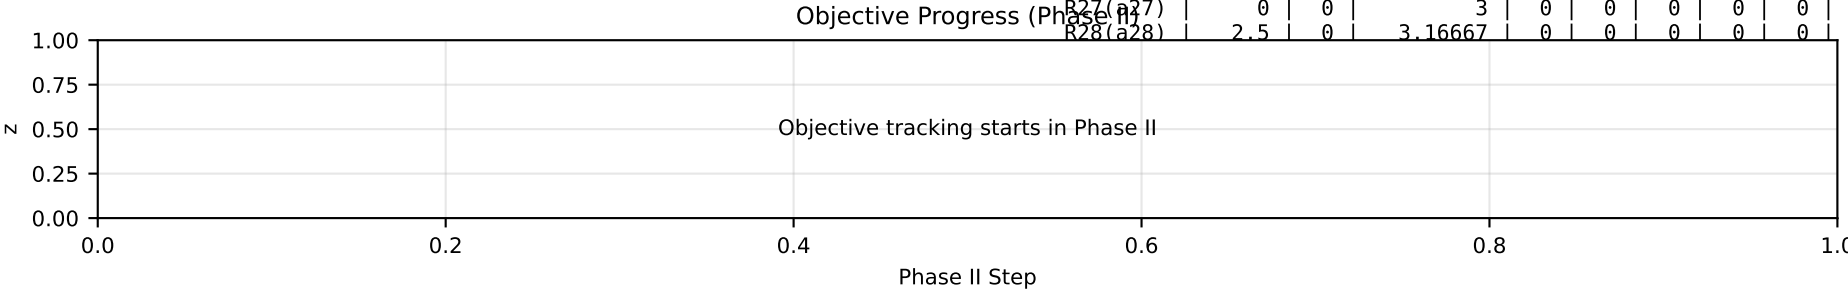 R27(a27) | 0 | 0 | 3 | 0 | 0 | 0 | 0 | 0 |
Objective Progress (Phase II)
R28(a28) | 2.5 | 0 | 3.16667 | 0 | 0 | 0 | 0 | 0 |
1.00
0.75
z
0.50
Objective tracking starts in Phase II
0.25
0.00
0.0 0.2 0.4 0.6 0.8 1.0
Phase II Step